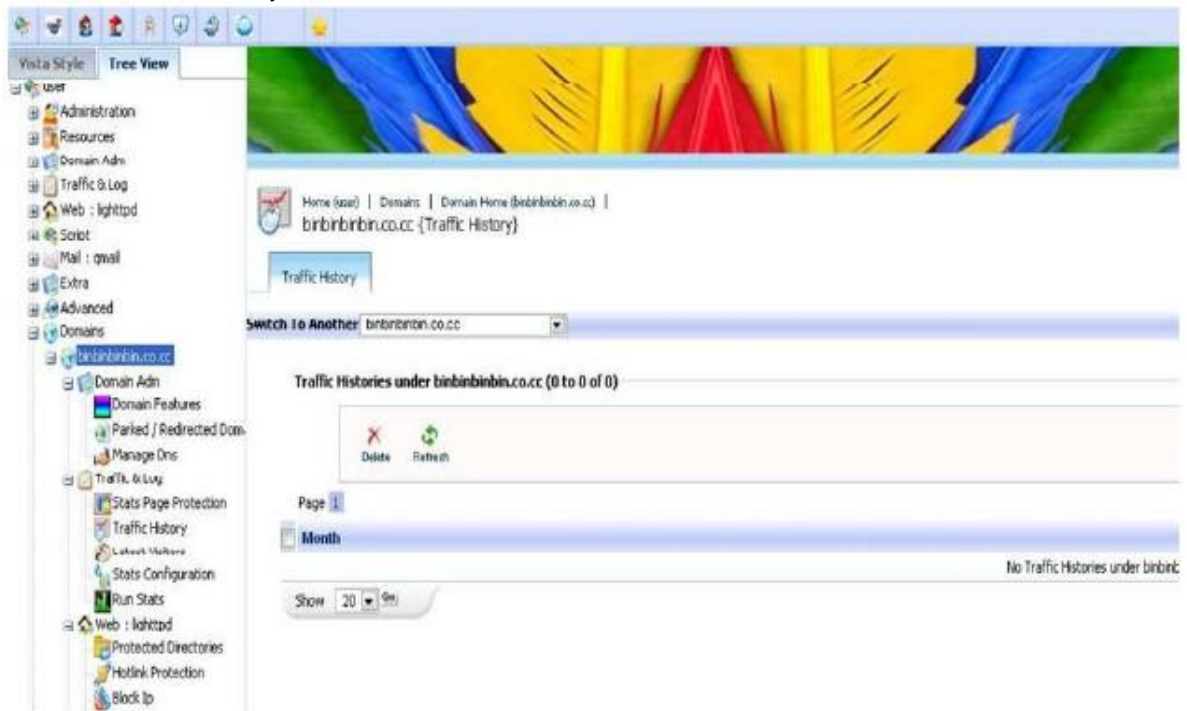 Vista Style Tree View
user
Administration
Resources
Domain Adm
Traffic & Log
Web : lighttpd
Script
Mail : qmail
Extra
Advanced
Domains
binbinbinbin.co.cc
Domain Adm
Domain Features
Parked / Redirected Dom
Manage Dns
Traffic & Log
Stats Page Protection
Traffic History
Latest Visitors
Stats Configuration
Run Stats
Web : lighttpd
Protected Directories
Hotlink Protection
Block Ip
Home (user) | Domains | Domain Home (binbinbinbin.co.cc) |
binbinbinbin.co.cc {Traffic History}
Traffic History
Switch To Another binbinbinbin.co.cc
Traffic Histories under binbinbinbin.co.cc (0 to 0 of 0)
Delete Refresh
Page 1
Month
No Traffic Histories under binbinb
Show 20 Go